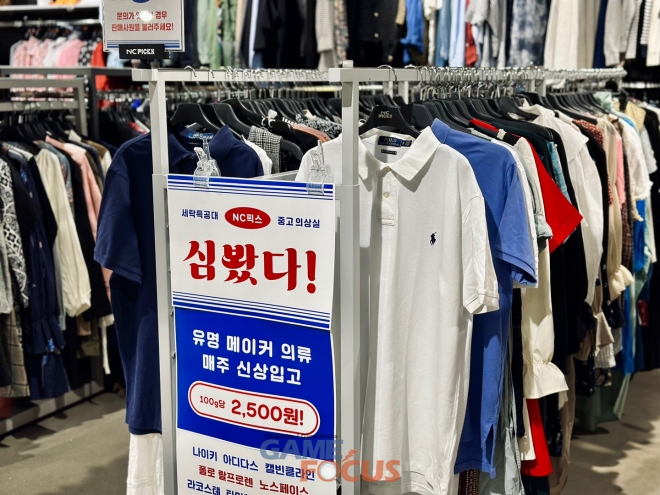 문의가 있을 경우
판매사원을 불러주세요!
NC PICKS
세탁특공대 NC픽스 중고의상실
심봤다!
유명 메이커 의류
매주 신상입고
100g당 2,500원!
나이키 아디다스 캘빈클라인
폴로 랄프로렌 노스페이스
라코스테
GAME
FOCUS